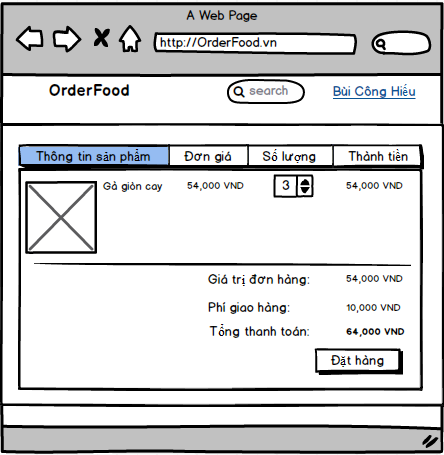 A Web Page
http://OrderFood.vn
OrderFood
search
Bùi Công Hiếu
Thông tin sản phẩm Đơn giá Số lượng Thành tiền
Gà giòn cay 54,000 VND 3 54,000 VND
Giá trị đơn hàng: 54,000 VND
Phí giao hàng: 10,000 VND
Tổng thanh toán: 64,000 VND
Đặt hàng